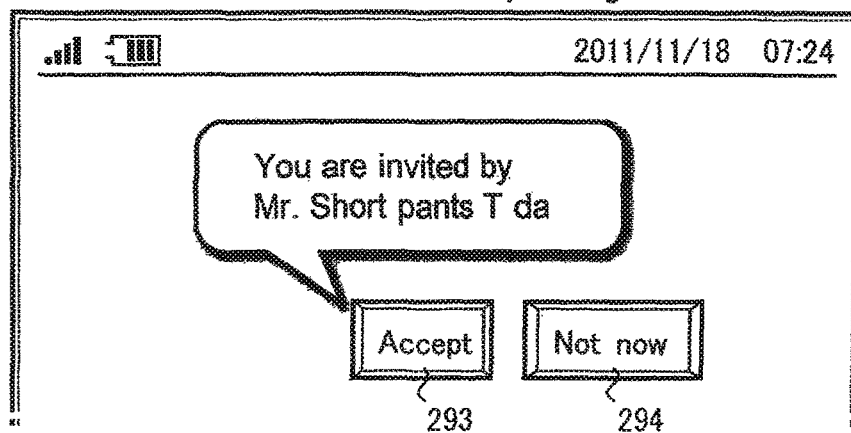 2011/11/18 07:24
You are invited by
Mr. Short pants T da
Accept
Not now
293
294